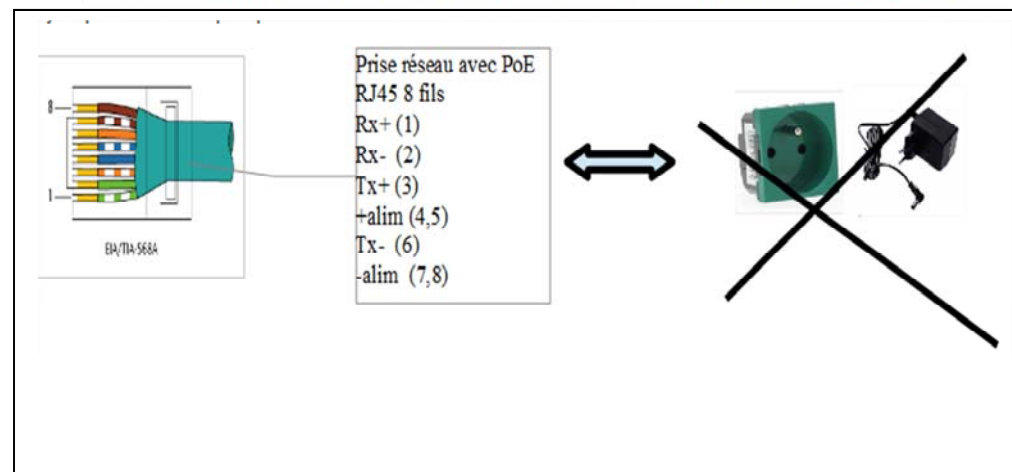 8
1
EIA/TIA-568A
Prise réseau avec PoE
RJ45 8 fils
Rx+ (1)
Rx- (2)
Tx+ (3)
+alim (4,5)
Tx- (6)
-alim (7,8)